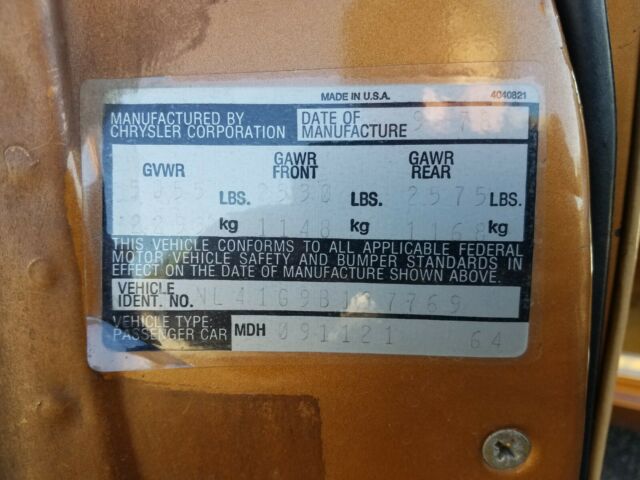 MADE IN U.S.A. 4040821
MANUFACTURED BY CHRYSLER CORPORATION
DATE OF MANUFACTURE
GVWR
GAWR FRONT
GAWR REAR
5055 LBS. LBS. 2575 LBS.
kg 1148 kg 1168 kg
THIS VEHICLE CONFORMS TO ALL APPLICABLE FEDERAL
MOTOR VEHICLE SAFETY AND BUMPER STANDARDS IN
EFFECT ON THE DATE OF MANUFACTURE SHOWN ABOVE.
VEHICLE IDENT. NO.
VEHICLE TYPE: PASSENGER CAR
MDH 091121 64